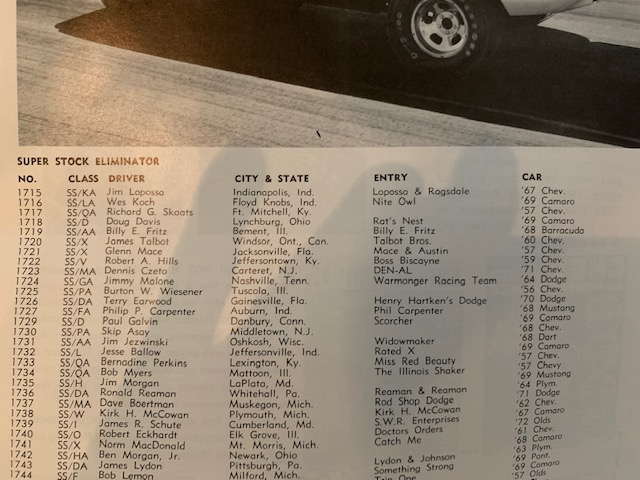 SUPER STOCK ELIMINATOR
NO. CLASS DRIVER CITY & STATE ENTRY CAR
1715 SS/KA Jim Lopossa Indianapolis, Ind. Lopossa & Ragsdale '67 Chev.
1716 SS/LA Wes Koch Floyd Knobs, Ind. Nite Owl '69 Camaro
1717 SS/QA Richard G. Skaats Ft. Mitchell, Ky. '57 Chev.
1718 SS/D Doug Davis Lynchburg, Ohio Rat's Nest '69 Camaro
1719 SS/AA Billy E. Fritz Bement, Ill. Billy E. Fritz '68 Barracuda
1720 SS/X James Talbot Windsor, Ont., Can. Talbot Bros. '60 Chev.
1721 SS/X Glenn Mace Jacksonville, Fla. Mace & Austin '57 Chev.
1722 SS/V Robert A. Hills Jeffersontown, Ky. Boss Biscayne '59 Chev.
1723 SS/MA Dennis Czeto Carteret, N.J. DEN-AL '71 Chev.
1724 SS/GA Jimmy Malone Nashville, Tenn. Warmonger Racing Team '64 Dodge
1725 SS/PA Burton W. Wiesener Tuscola, Ill. '56 Chev.
1726 SS/DA Terry Earwood Gainesville, Fla. Henry Hartken's Dodge '70 Dodge
1727 SS/FA Philip P. Carpenter Auburn, Ind. Phil Carpenter '68 Mustang
1729 SS/D Paul Galvin Danbury, Conn. Scorcher '69 Camaro
1730 SS/PA Skip Asay Middletown, N.J. '68 Chev.
1731 SS/AA Jim Jezwinski Oshkosh, Wisc. Widowmaker '68 Dart
1732 SS/L Jesse Ballow Jeffersonville, Ind. Rated X '69 Camaro
1733 SS/QA Bernadine Perkins Lexington, Ky. Miss Red Beauty '57 Chev.
1734 SS/QA Bob Myers Mattoon, Ill. The Illinois Shaker '57 Chevy
1735 SS/H Jim Morgan LaPlata, Md. '69 Mustang
1736 SS/DA Ronald Reaman Whitehall, Pa. Reaman & Reaman '64 Plym.
1737 SS/MA Dave Boertman Muskegon, Mich. Rod Shop Dodge '71 Dodge
1738 SS/W Kirk H. McCowan Plymouth, Mich. Kirk H. McCowan '62 Chev.
1739 SS/I James R. Schute Cumberland, Md. S.W.R. Enterprises '67 Camaro
1740 SS/O Robert Eckhardt Elk Grove, Ill. Doctors Orders '72 Olds
1741 SS/X Norm MacDonald Mt. Morris, Mich. Catch Me '61 Chev.
1742 SS/HA Ben Morgan, Jr. Newark, Ohio '68 Camaro
1743 SS/DA James Lydon Pittsburgh, Pa. Lydon & Johnson '63 Plym.
1744 SS/F Bob Lemon Milford, Mich. Something Strong '69 Pont.
Trip One '69 Camaro
'57 Olds